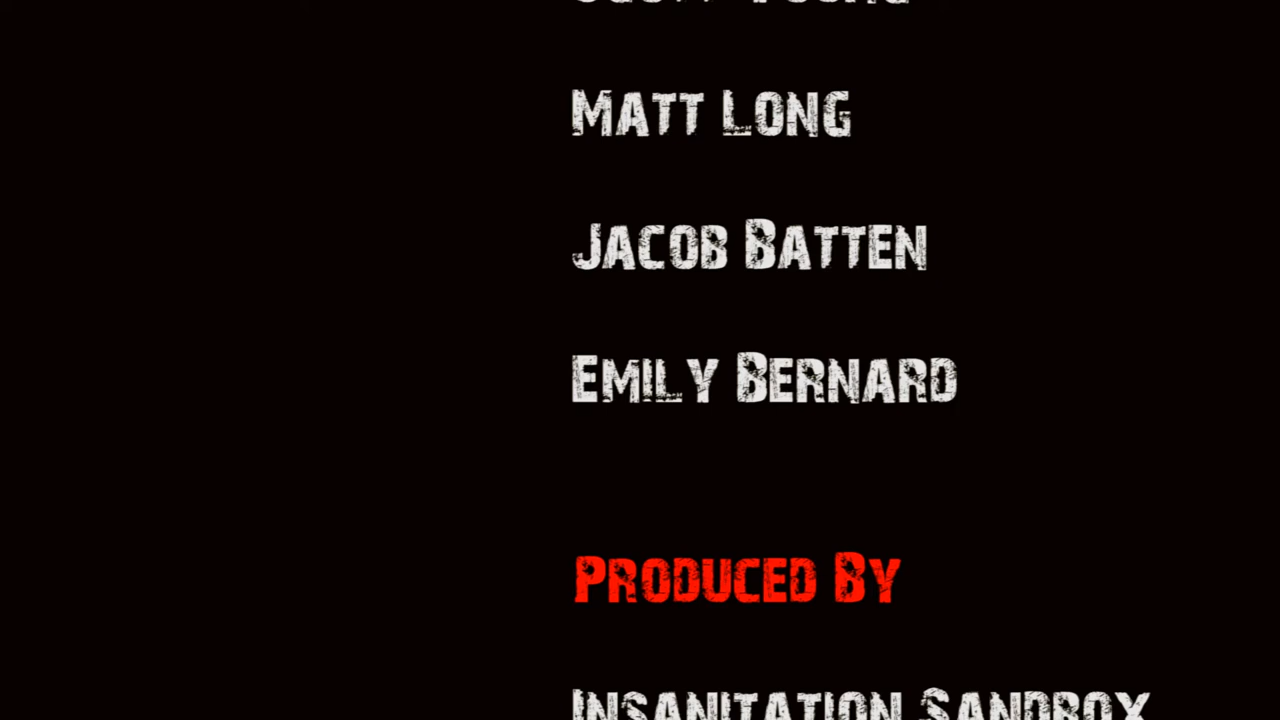 Matt Long
Jacob Batten
Emily Bernard
Produced By
Insanitation Sandbox